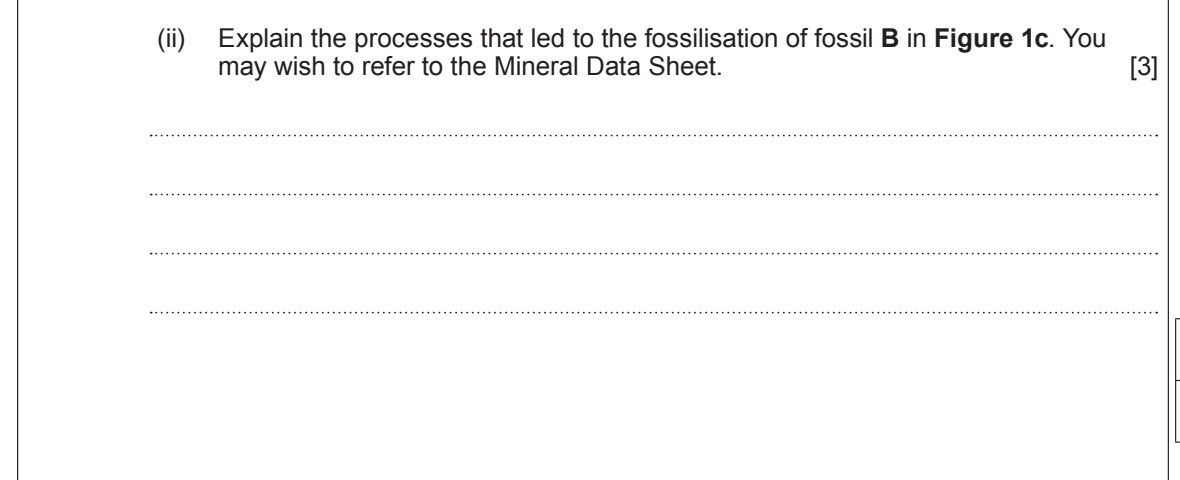 (ii) Explain the processes that led to the fossilisation of fossil B in Figure 1c. You
may wish to refer to the Mineral Data Sheet. [3]